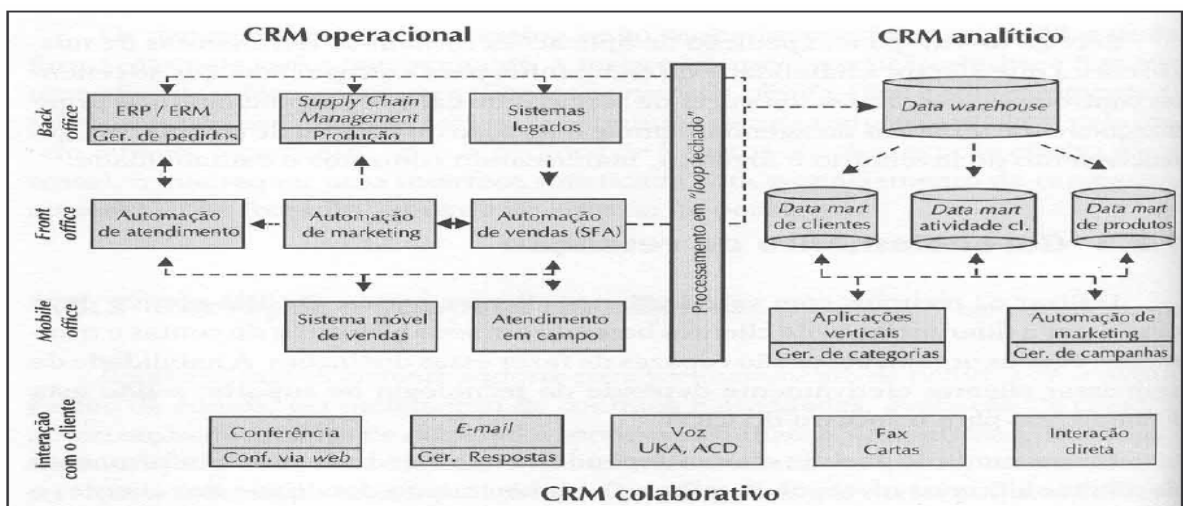 CRM operacional
CRM analítico
Back office
ERP / ERM
Ger. de pedidos
Supply Chain
Management
Produção
Sistemas
legados
Processamento em “loop fechado”
Data warehouse
Front office
Automação
de atendimento
Automação
de marketing
Automação
de vendas (SFA)
Data mart
de clientes
Data mart
atividade cl.
Data mart
de produtos
Mobile office
Sistema móvel
de vendas
Atendimento
em campo
Aplicações
verticais
Ger. de categorias
Automação de
marketing
Ger. de campanhas
Interação
com o cliente
Conferência
Conf. via web
E-mail
Ger. Respostas
Voz
URA, ACD
Fax
Cartas
Interação
direta
CRM colaborativo